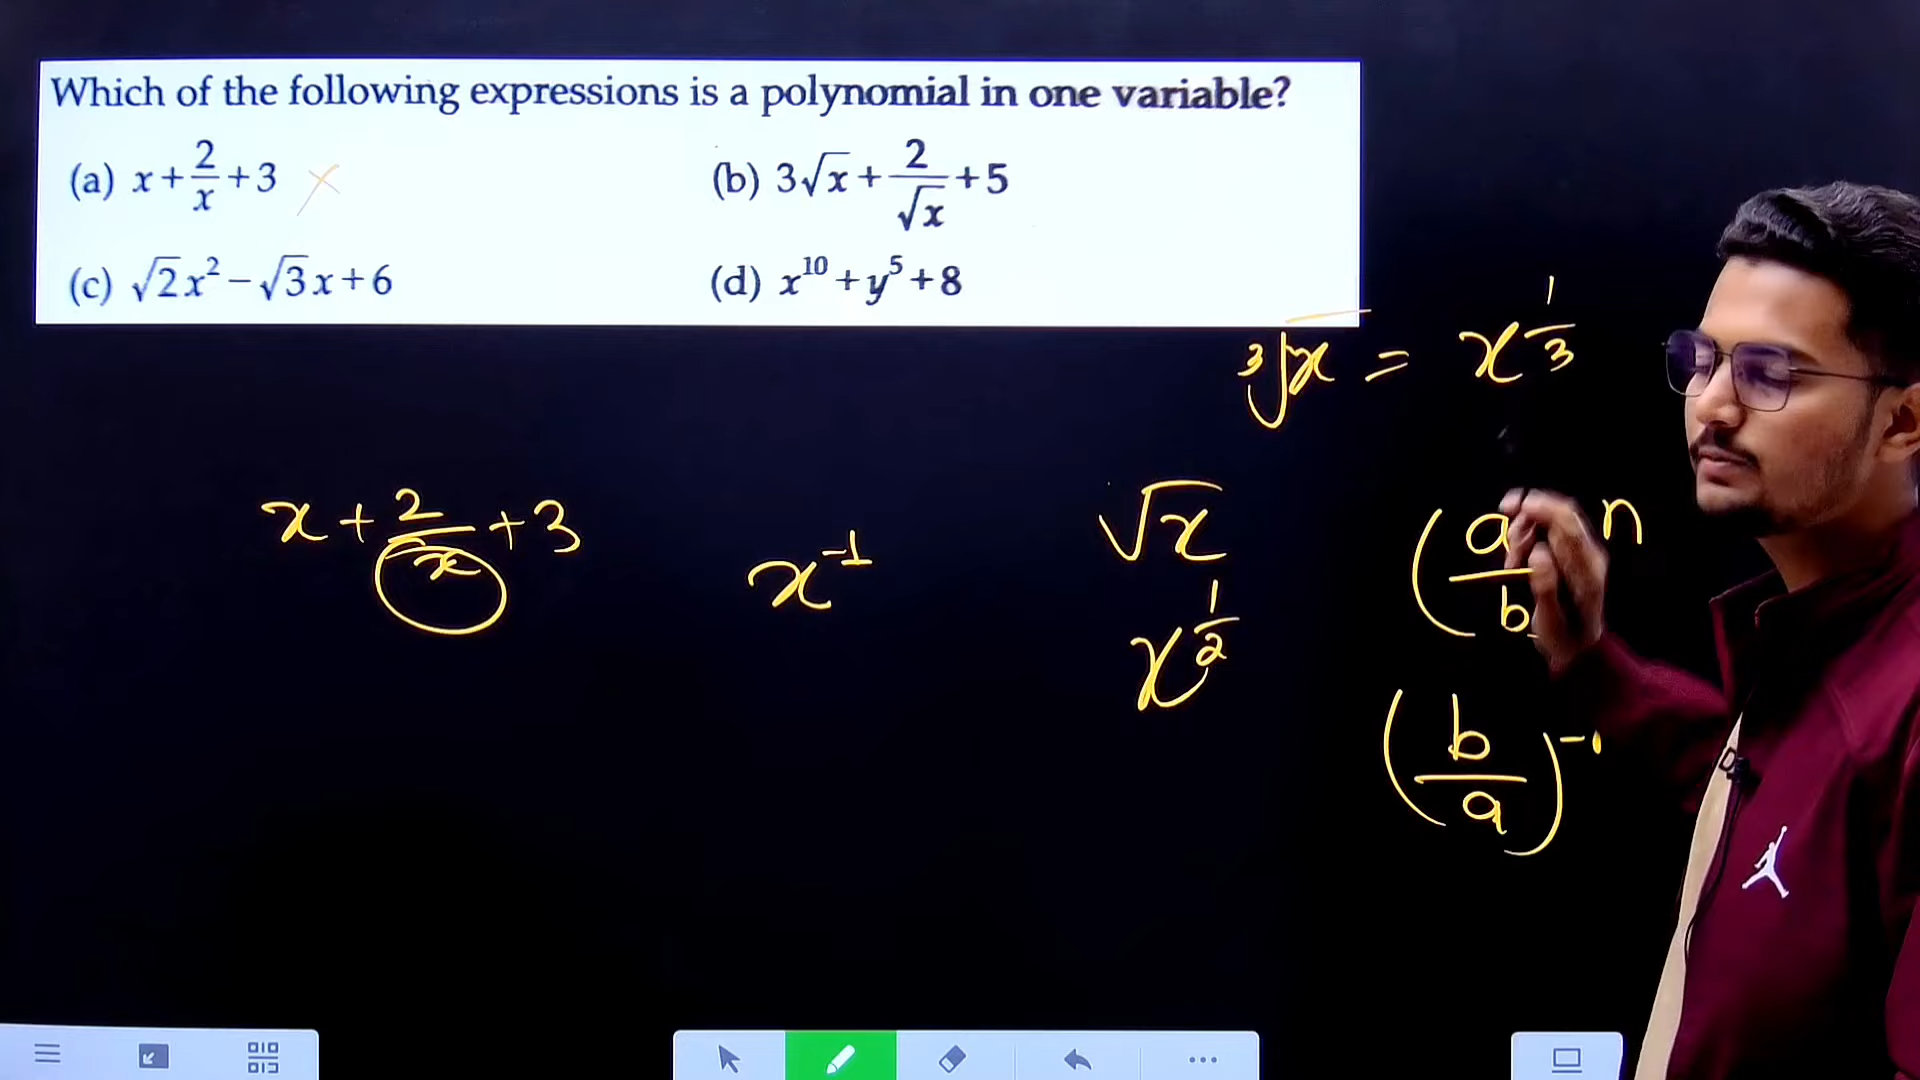 Which of the following expressions is a polynomial in one variable?
(a) x + 2/x + 3 ✗
(b) 3√x + 2/√x + 5
(c) √2x² − √3x + 6
(d) x¹⁰ + y⁵ + 8
³√x = x^(1/3)
x + 2/x + 3
x⁻¹
√x
x^(1/2)
(a/b n
(b/a)⁻